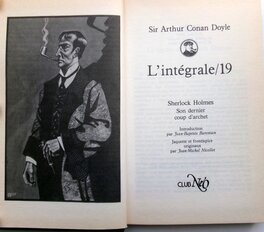 Sir Arthur Conan Doyle
L'intégrale/19
Sherlock Holmes
Son dernier
coup d'archet
Introduction
par Jean-Baptiste Baronian
Jaquette et frontispice
originaux
par Jean-Michel Nicollet
CLUB NéO